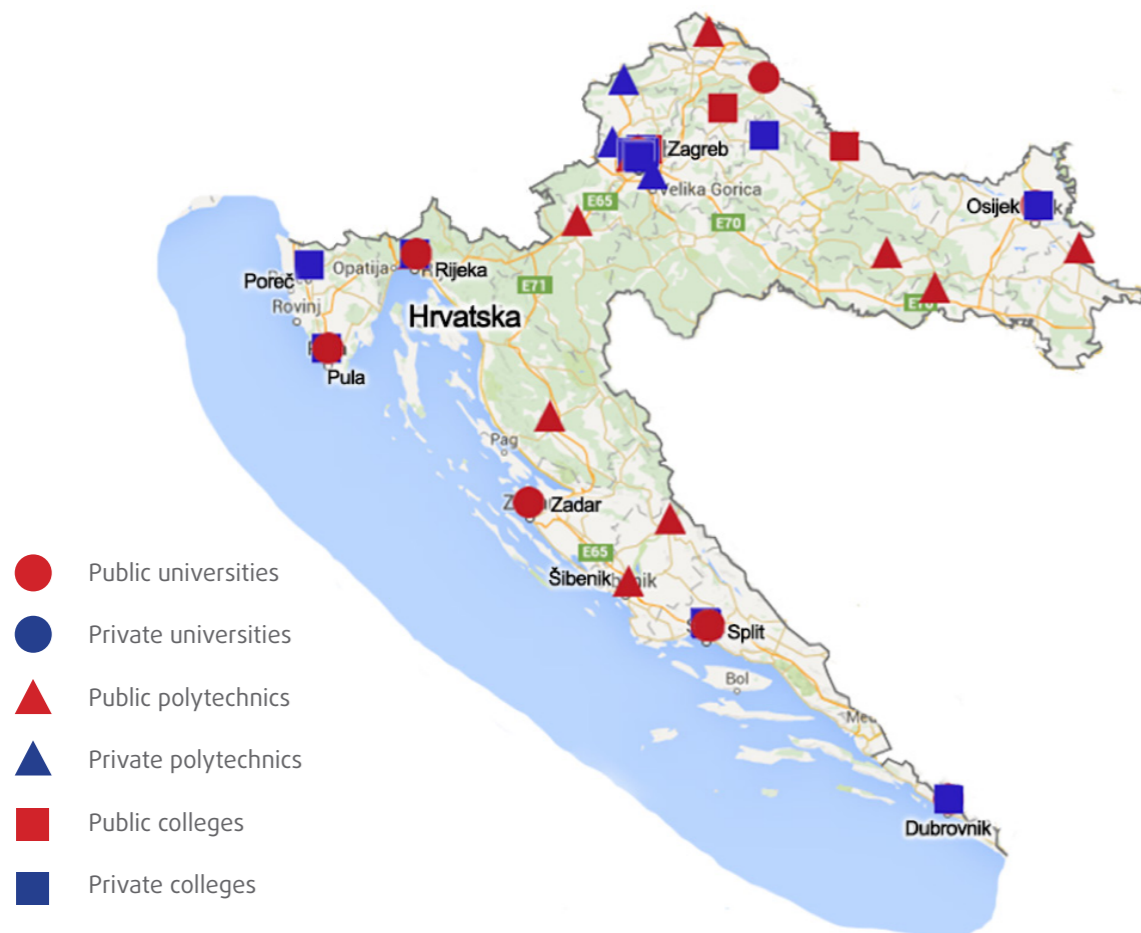 Zagreb
Velika Gorica
E65
E70
Osijek
Poreč
Opatija
Rijeka
Rovinj
E71
Hrvatska
Pula
Pag
Zadar
E65
Šibenik
Split
Bol
Dubrovnik
Public universities
Private universities
Public polytechnics
Private polytechnics
Public colleges
Private colleges